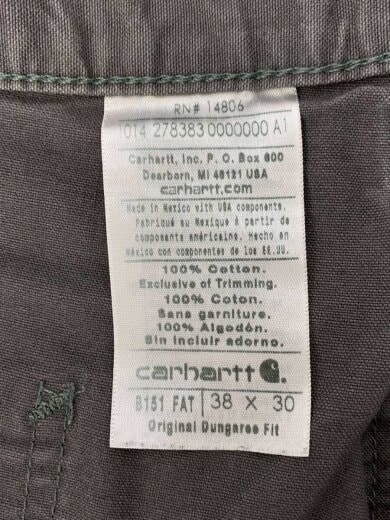 RN# 14806
1014 278383 0000000 A1
Carhartt, Inc. P. O. Box 600
Dearborn, MI 48121 USA
carhartt.com
Made in Mexico with USA components.
Fabriqué au Mexique à partir de
composants américaine. Hecho en
México con componentes de los EE.UU.
100% Cotton.
Exclusive of Trimming.
100% Coton.
Sans garniture.
100% Algodón.
Sin incluir adorno.
carhartt
B151 FAT 38 X 30
Original Dungaree Fit